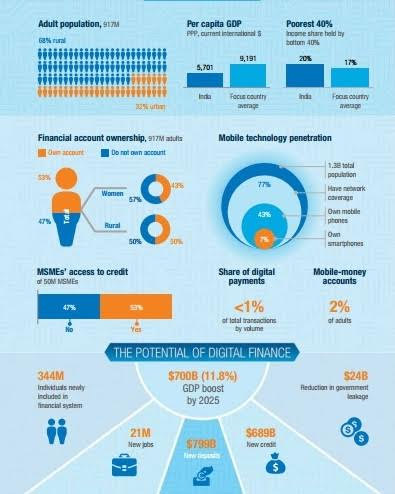 Adult population, 917M
68% rural
32% urban
Per capita GDP
PPP, current international $
5,701
9,191
India
Focus country
average
Poorest 40%
Income share held by
bottom 40%
20%
17%
India
Focus country
average
Financial account ownership, 917M adults
Own account
Do not own account
53%
47%
Total
Women
43%
57%
Rural
50%
50%
Mobile technology penetration
77%
43%
7%
1.3B total
population
Have network
coverage
Own mobile
phones
Own
smartphones
MSMEs' access to credit
of 50M MSMEs
47%
53%
No
Yes
Share of digital
payments
<1%
of total transactions
by volume
Mobile-money
accounts
2%
of adults
THE POTENTIAL OF DIGITAL FINANCE
344M
Individuals newly
included in
financial system
$700B (11.8%)
GDP boost
by 2025
$24B
Reduction in government
leakage
21M
New jobs
$799B
New deposits
$689B
New credit